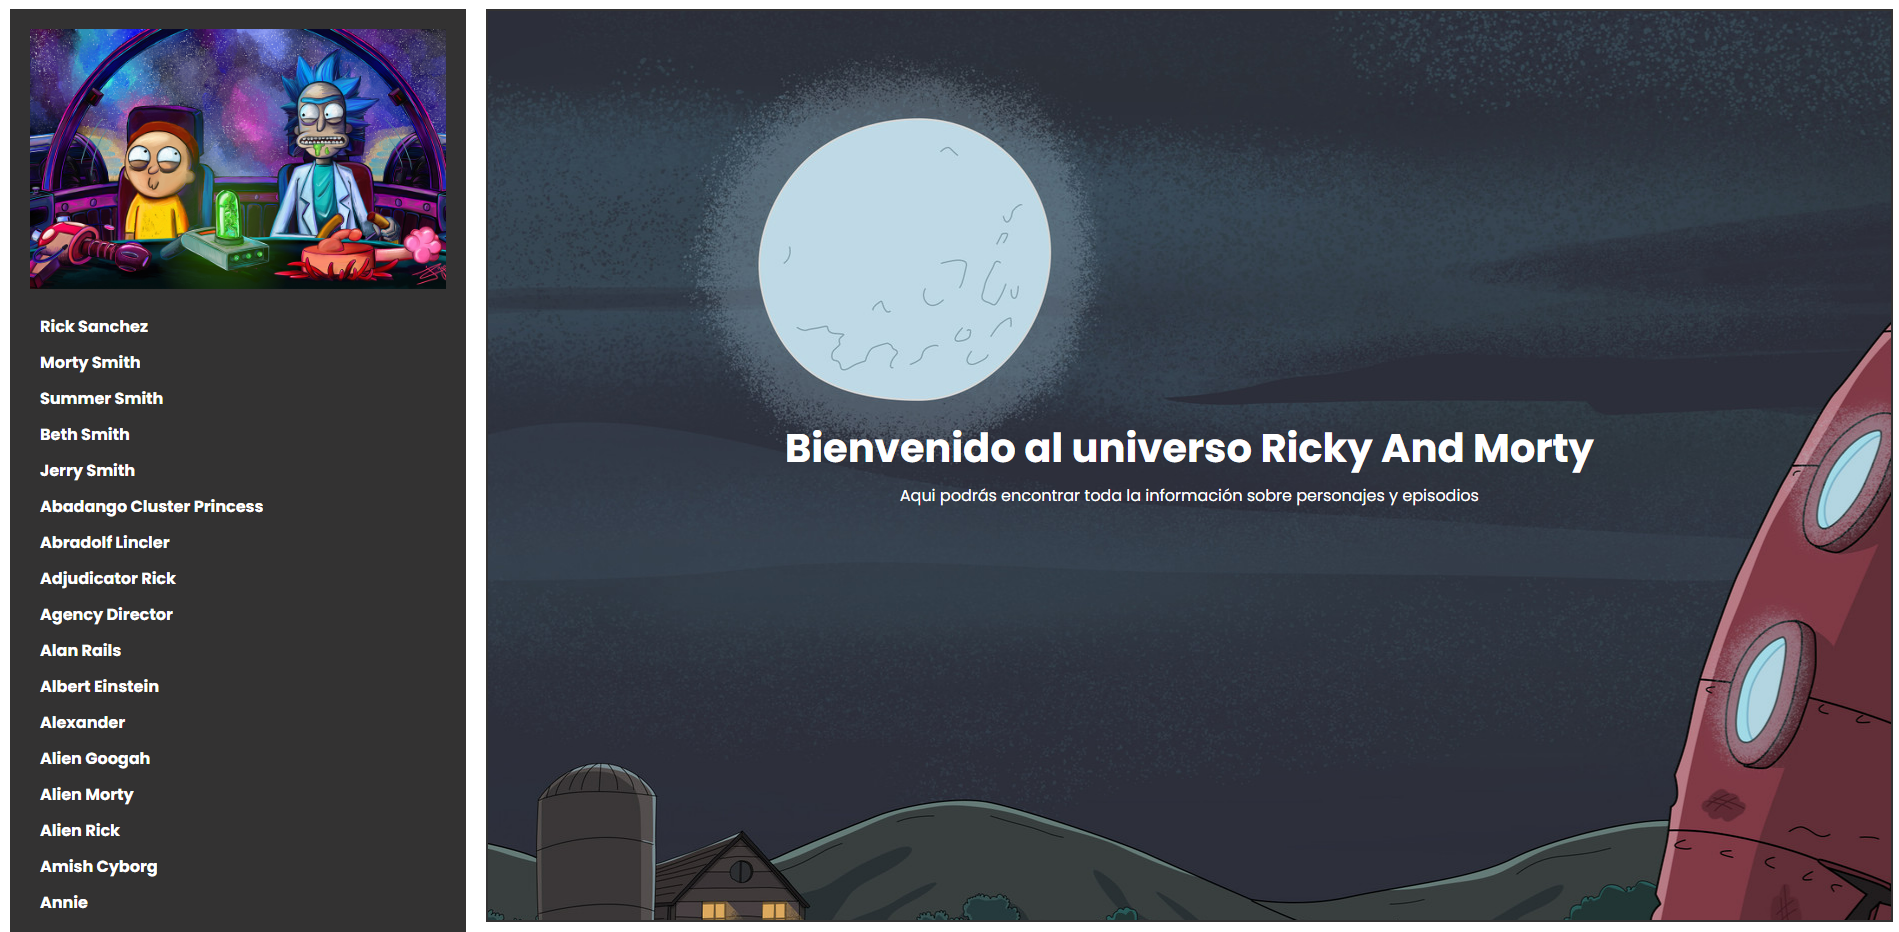 Rick Sanchez
Morty Smith
Summer Smith
Beth Smith
Jerry Smith
Abadango Cluster Princess
Abradolf Lincler
Adjudicator Rick
Agency Director
Alan Rails
Albert Einstein
Alexander
Alien Googah
Alien Morty
Alien Rick
Amish Cyborg
Annie
Bienvenido al universo Ricky And Morty
Aqui podrás encontrar toda la información sobre personajes y episodios